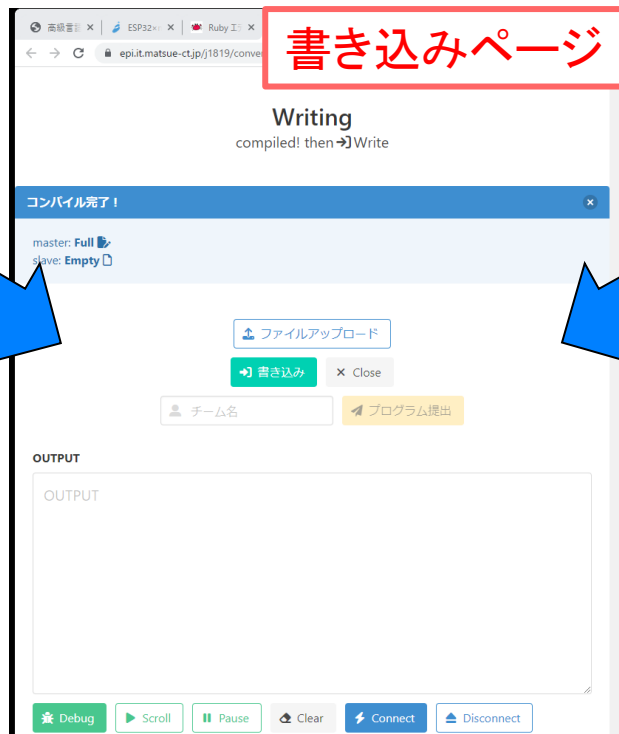 高級言語
ESP32
Ruby
書き込みページ
epi.it.matsue-ct.jp/j1819/conver
Writing
compiled! then Write
コンパイル完了！
master: Full
slave: Empty
ファイルアップロード
書き込み
Close
チーム名
プログラム提出
OUTPUT
OUTPUT
Debug
Scroll
Pause
Clear
Connect
Disconnect